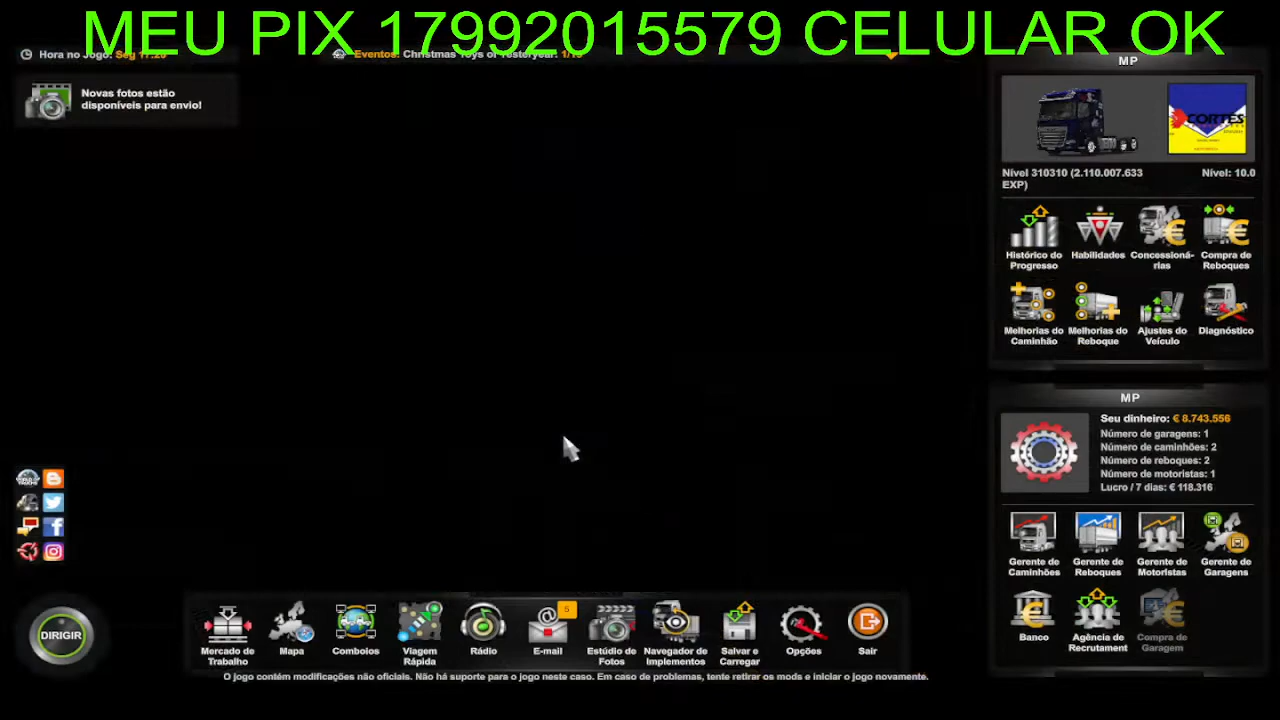 MEU PIX 17992015579 CELULAR OK
Hora no Jogo: Seg 17:20
Eventos: Christmas Toys of Yesteryear:
Novas fotos estão
disponíveis para envio!
MP
CORTES
Nível 310310 (2.110.007.633
EXP)
Nível: 10.0
Histórico do
Progresso
Habilidades
Concessioná-
rias
Compra de
Reboques
Melhorias do
Caminhão
Melhorias do
Reboque
Ajustes do
Veículo
Diagnóstico
MP
Seu dinheiro: € 8.743.556
Número de garagens: 1
Número de caminhões: 2
Número de reboques: 2
Número de motoristas: 1
Lucro / 7 dias: € 118.316
Gerente de
Caminhões
Gerente de
Reboques
Gerente de
Motoristas
Gerente de
Garagens
Banco
Agência de
Recrutament
Compra de
Garagem
DIRIGIR
Mercado de
Trabalho
Mapa
Comboios
Viagem
Rápida
Rádio
5
E-mail
Estúdio de
Fotos
Navegador de
Implementos
Salvar e
Carregar
Opções
Sair
O jogo contém modificações não oficiais. Não há suporte para o jogo neste caso. Em caso de problemas, tente retirar os mods e iniciar o jogo novamente.